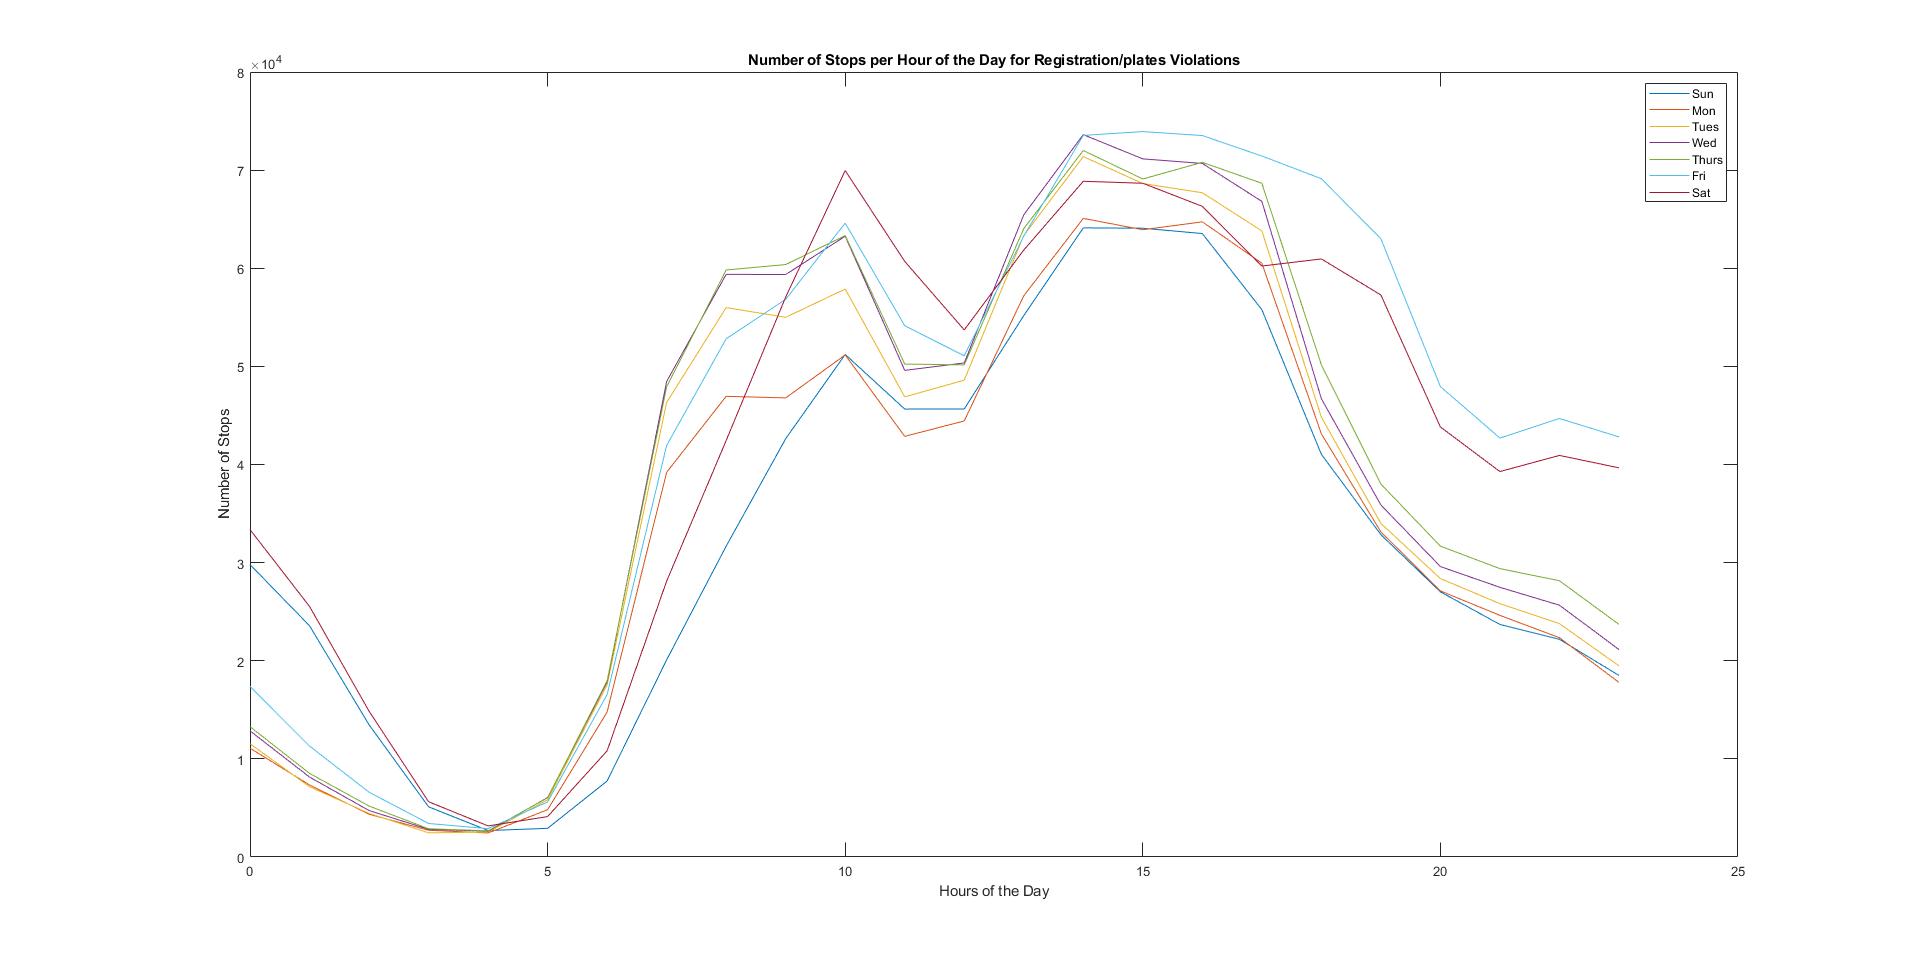 Number of Stops per Hour of the Day for Registration/plates Violations
×10⁴
8
7
6
5
4
3
2
1
0
Number of Stops
0 5 10 15 20 25
Hours of the Day
Sun
Mon
Tues
Wed
Thurs
Fri
Sat